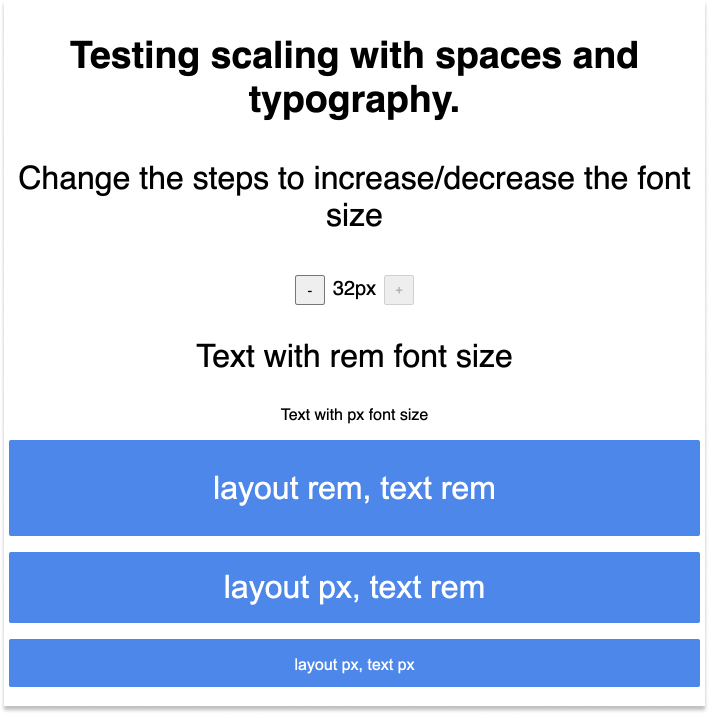 Testing scaling with spaces and
typography.
Change the steps to increase/decrease the font
size
- 32px +
Text with rem font size
Text with px font size
layout rem, text rem
layout px, text rem
layout px, text px